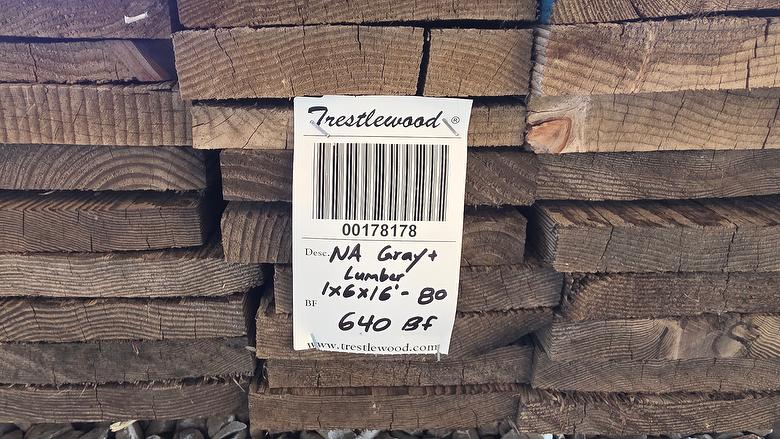 Trestlewood®
00178178
Desc. NA Gray+
Lumber
1x6x16' - 80
BF
640 Bf
www.trestlewood.com